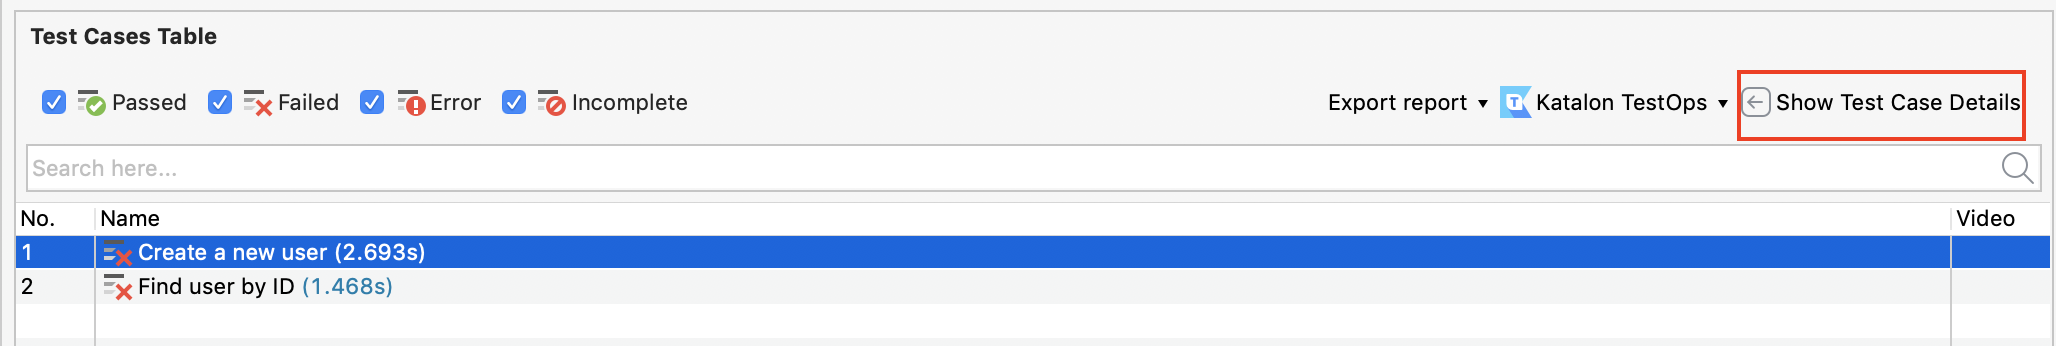 Test Cases Table
Passed Failed Error Incomplete Export report Katalon TestOps Show Test Case Details
Search here...
No. Name Video
1 Create a new user (2.693s)
2 Find user by ID (1.468s)